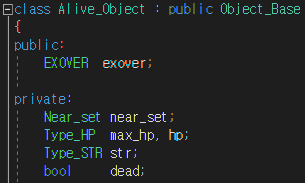 class Alive_Object : public Object_Base
{
public:
EXOVER exover;
private:
Near_set near_set;
Type_HP max_hp, hp;
Type_STR str;
bool dead;